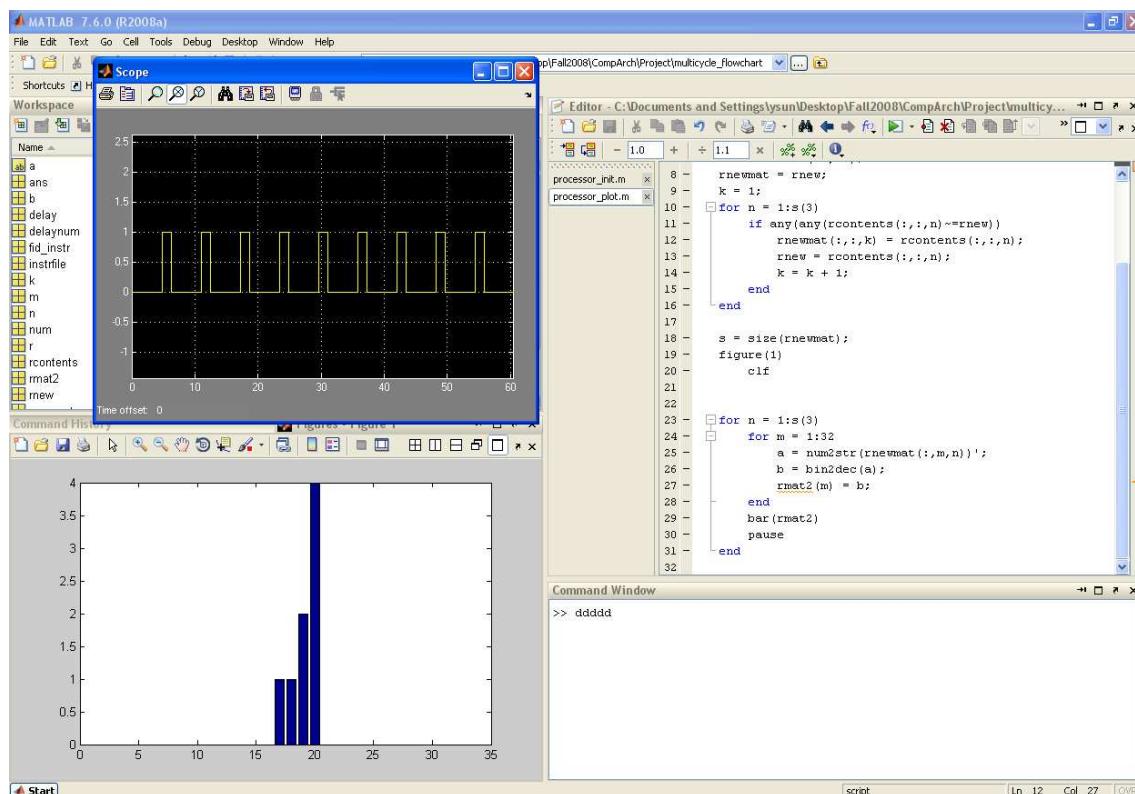 MATLAB 7.6.0 (R2008a)
File Edit Text Go Cell Tools Debug Desktop Window Help
p\Fall2008\CompArch\Project\multicycle_flowchart
Shortcuts H
Scope
Workspace
Name
a
ans
b
delay
delaynum
fid_instr
instrfile
k
m
n
num
r
rcontents
rmat2
rnew
2.5
2
1.5
1
0.5
0
-0.5
-1
0 10 20 30 40 50 60
Time offset: 0
Editor - C:\Documents and Settings\ysun\Desktop\Fall2008\CompArch\Project\multicy...
- 1.0 + ÷ 1.1 ×
processor_init.m
processor_plot.m
8 - rnewmat = rnew;
9 - k = 1;
10 - for n = 1:s(3)
11 - if any(any(rcontents(:,:,n)~=rnew))
12 - rnewmat(:,:,k) = rcontents(:,:,n);
13 - rnew = rcontents(:,:,n);
14 - k = k + 1;
15 - end
16 - end
17
18 - s = size(rnewmat);
19 - figure(1)
20 - clf
21
22
23 - for n = 1:s(3)
24 - for m = 1:32
25 - a = num2str(rnewmat(:,m,n))';
26 - b = bin2dec(a);
27 - rmat2(m) = b;
28 - end
29 - bar(rmat2)
30 - pause
31 - end
32
Command History
Figures - Figure 1
4
3.5
3
2.5
2
1.5
1
0.5
0
0 5 10 15 20 25 30 35
Command Window
>> ddddd
Start
script
Ln 12 Col 27 OVR